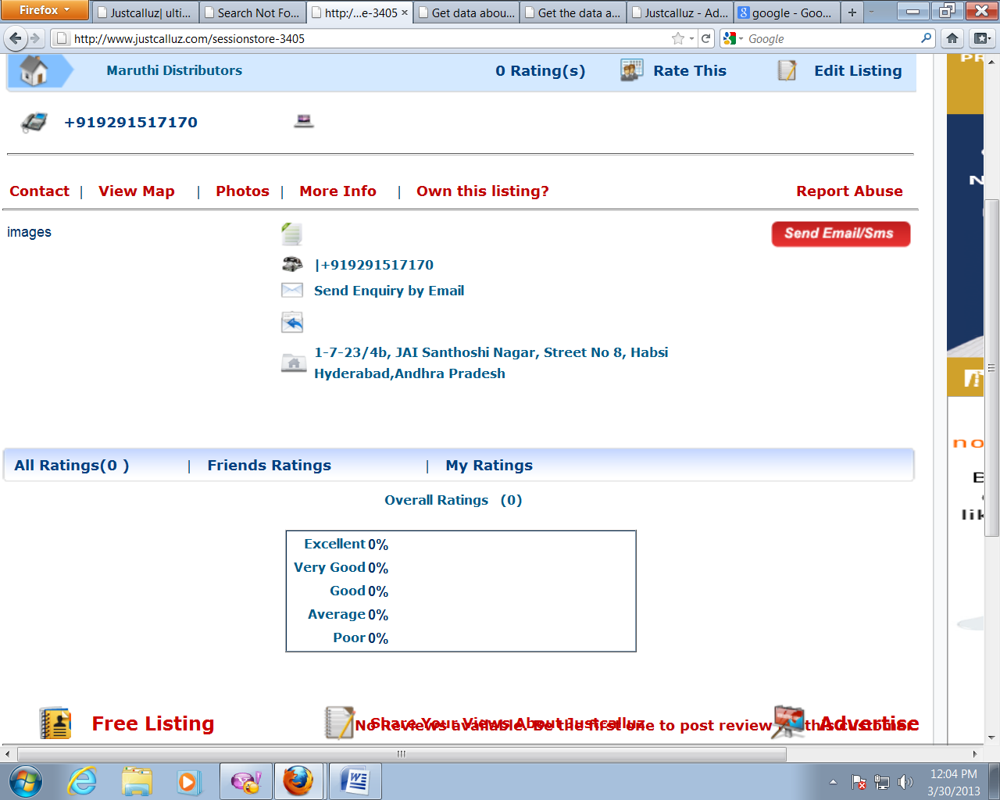 Firefox
Justcalluz| ulti...
Search Not Fo...
http:/...e-3405
Get data abou...
Get the data a...
Justcalluz - Ad...
google - Goo...
http://www.justcalluz.com/sessionstore-3405
Google
Maruthi Distributors
0 Rating(s)
Rate This
Edit Listing
+919291517170
Contact | View Map | Photos | More Info | Own this listing?
Report Abuse
images
Send Email/Sms
|+919291517170
Send Enquiry by Email
1-7-23/4b, JAI Santhoshi Nagar, Street No 8, Habsi
Hyderabad,Andhra Pradesh
All Ratings(0 ) | Friends Ratings | My Ratings
Overall Ratings (0)
Excellent 0%
Very Good 0%
Good 0%
Average 0%
Poor 0%
Free Listing
Share Your Views About Justcalluz
No Reviews available. Be the first one to post review
this customer.
Advertise
PR
N
no
B
lik
12:04 PM
3/30/2013